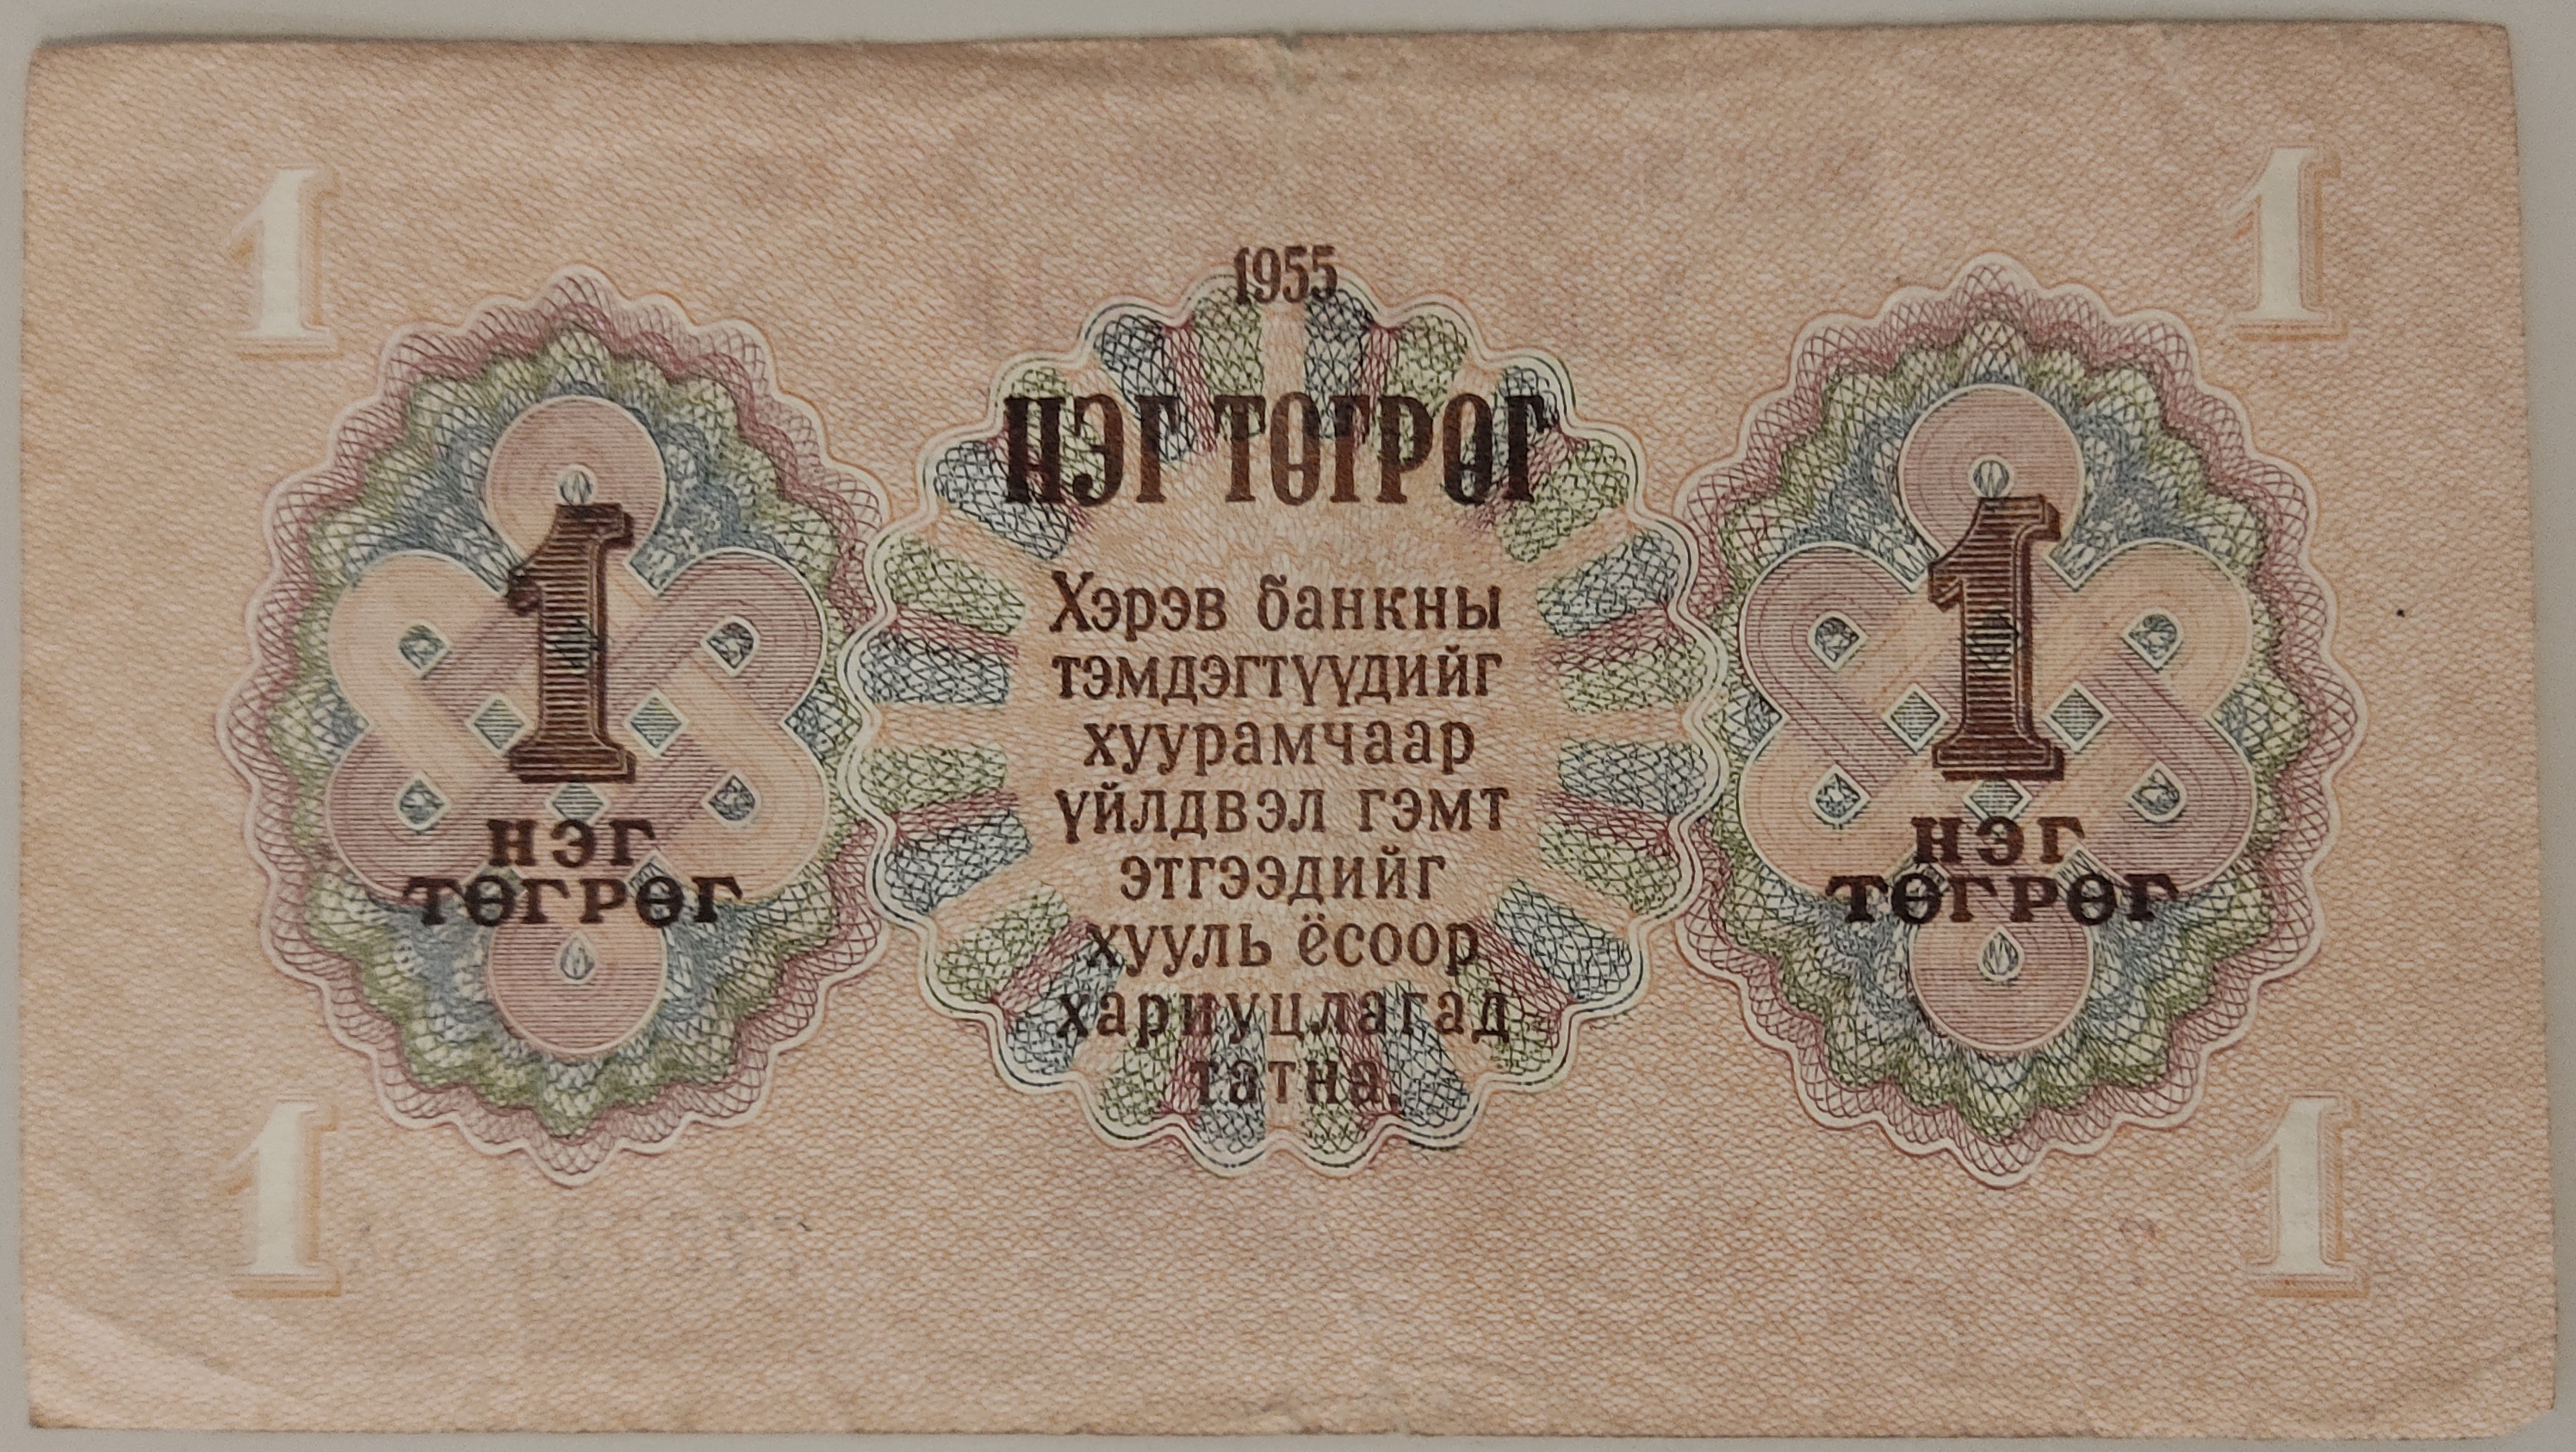 1
1
1955
НЭГ ТӨГРӨГ
1
НЭГ
ТӨГРӨГ
Хэрэв банкны
тэмдэгтүүдийг
хуурамчаар
үйлдвэл гэмт
этгээдийг
хууль ёсоор
хариуцлагад
татна.
1
НЭГ
ТӨГРӨГ
1
1